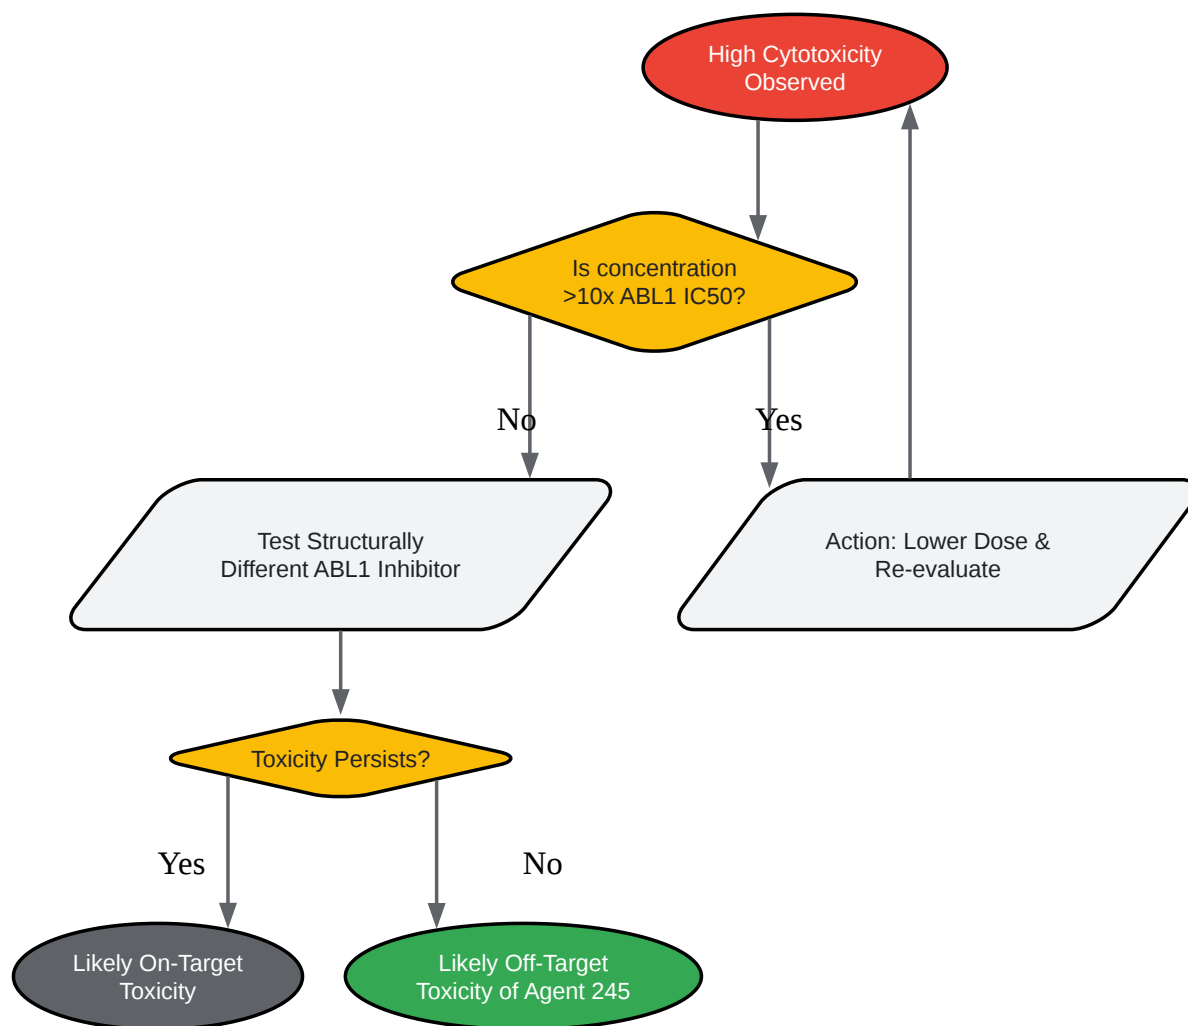 High Cytotoxicity
Observed
Is concentration
>10x ABL1 IC50?
No
Yes
Test Structurally
Different ABL1 Inhibitor
Action: Lower Dose &
Re-evaluate
Toxicity Persists?
Yes
No
Likely On-Target
Toxicity
Likely Off-Target
Toxicity of Agent 245